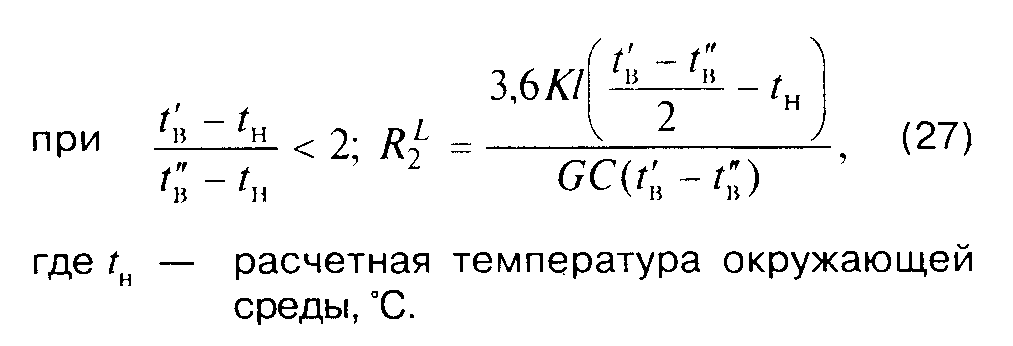 при (t′в − tн)/(t″в − tн) < 2; R₂ᴸ = 3,6Kl((t′в − t″в)/2 − tн)/(GC(t′в − t″в)), (27)
где tн — расчетная температура окружающей
среды, °С.